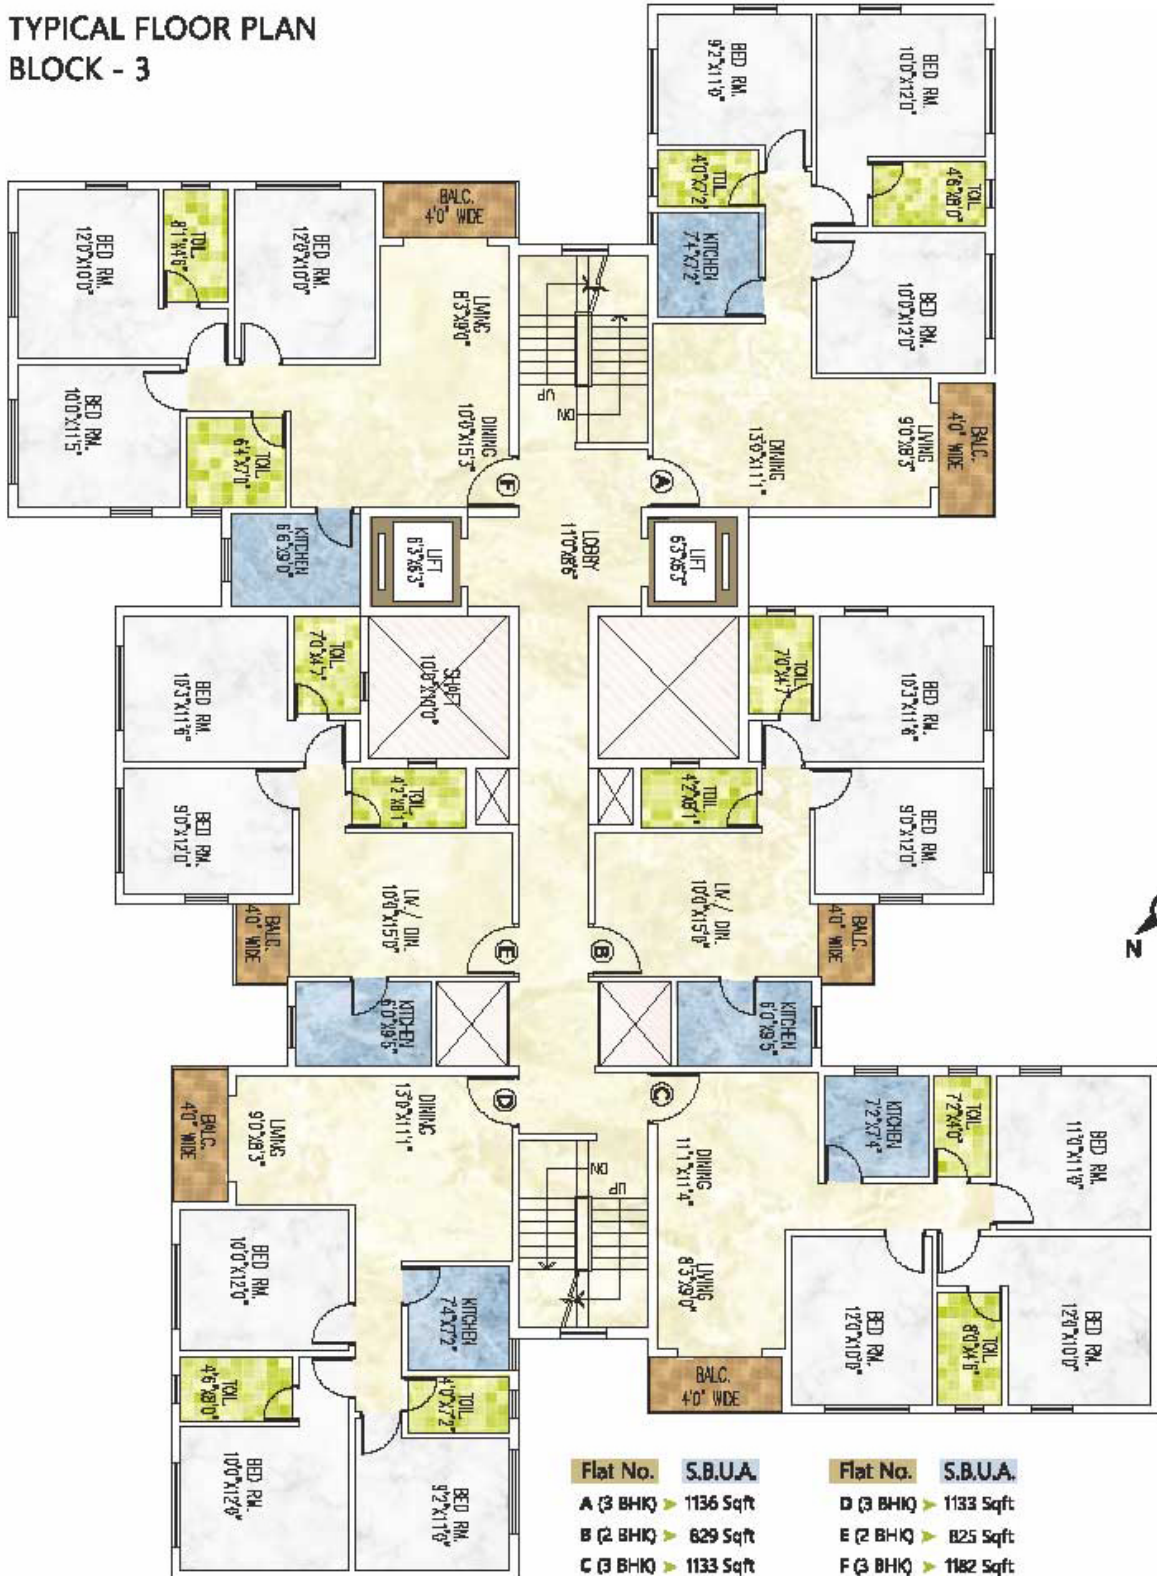 TYPICAL FLOOR PLAN
BLOCK - 3
BED RM.
9'2"X11'6"
BED RM.
10'0"X12'0"
TOIL.
4'0"X7'2"
TOIL.
4'6"X8'0"
KITCHEN
7'4"X7'2"
BED RM.
10'0"X12'0"
DINING
13'6"X11'1"
LIVING
9'0"X8'3"
BALC.
4'0" WIDE
A
BED RM.
12'0"X10'0"
TOIL.
8'1"X4'6"
BED RM.
12'0"X10'0"
BALC.
4'0" WIDE
LIVING
8'3"X9'0"
DINING
10'0"X15'3"
BED RM.
10'0"X11'5"
TOIL.
6'4"X7'0"
KITCHEN
6'6"X9'0"
F
UP
DN
LIFT
6'3"X6'3"
LOBBY
11'0"X8'6"
LIFT
6'3"X6'3"
BED RM.
10'3"X11'6"
TOIL.
7'0"X4'7"
SHAFT
10'0"X10'0"
TOIL.
7'0"X4'7"
BED RM.
10'3"X11'6"
BED RM.
9'0"X12'0"
TOIL.
4'2"X8'1"
TOIL.
4'2"X8'1"
BED RM.
9'0"X12'0"
BALC.
4'0" WIDE
LIV./ DIN.
10'0"X15'0"
E
B
LIV./ DIN.
10'0"X15'6"
BALC.
4'0" WIDE
N
KITCHEN
6'0"X9'5"
KITCHEN
6'0"X9'5"
BALC.
4'0" WIDE
LIVING
9'0"X8'3"
DINING
13'0"X11'1"
D
C
DINING
11'1"X11'4"
LIVING
8'3"X9'0"
KITCHEN
7'2"X7'4"
TOIL.
7'2"X4'0"
BED RM.
11'0"X11'6"
DN
UP
BED RM.
10'0"X12'0"
KITCHEN
7'4"X7'2"
BALC.
4'0" WIDE
BED RM.
12'0"X10'0"
TOIL.
8'0"X4'6"
BED RM.
12'0"X10'0"
TOIL.
4'6"X8'0"
TOIL.
4'0"X7'2"
BED RM.
10'0"X12'0"
BED RM.
9'2"X11'6"
Flat No. S.B.U.A. Flat No. S.B.U.A.
A (3 BHK) ➤ 1136 Sqft D (3 BHK) ➤ 1133 Sqft
B (2 BHK) ➤ 829 Sqft E (2 BHK) ➤ 825 Sqft
C (3 BHK) ➤ 1133 Sqft F (3 BHK) ➤ 1182 Sqft